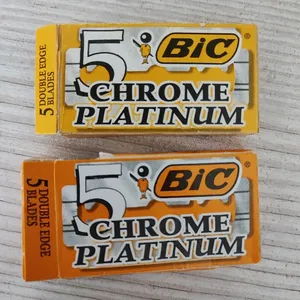 5 DOUBLE EDGE
BLADES
5 BiC ®
CHROME
PLATINUM
5 DOUBLE EDGE
BLADES
5 BiC ®
CHROME
PLATINUM